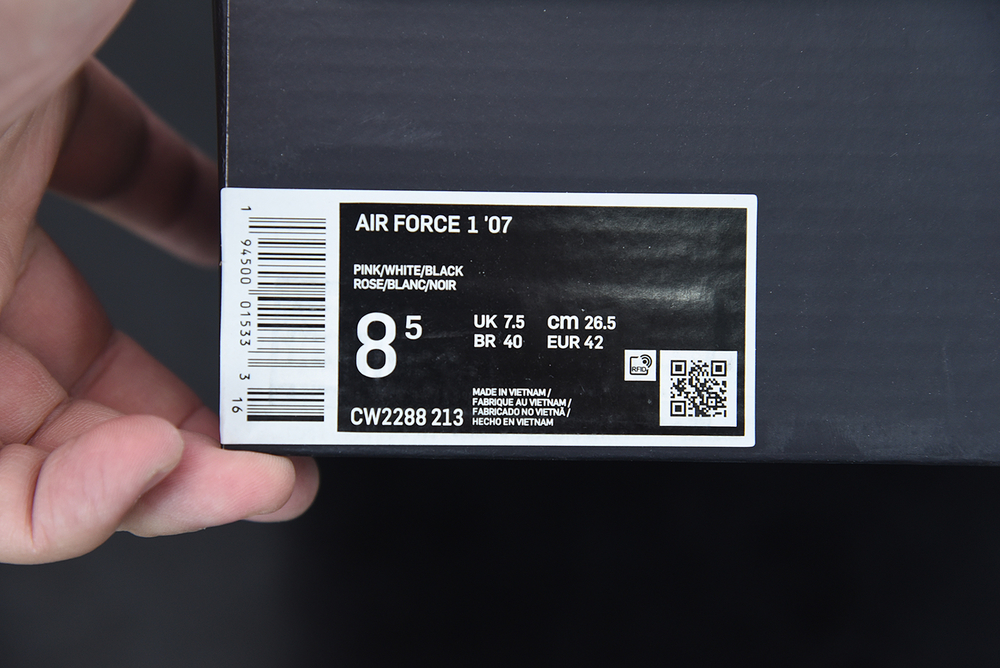 1 94500 01533 3 16
AIR FORCE 1 '07
PINK/WHITE/BLACK
ROSE/BLANC/NOIR
8 5
UK 7.5 cm 26.5
BR 40 EUR 42
RFID
CW2288 213
MADE IN VIETNAM /
FABRIQUE AU VIETNAM /
FABRICADO NO VIETNÃ /
HECHO EN VIETNAM